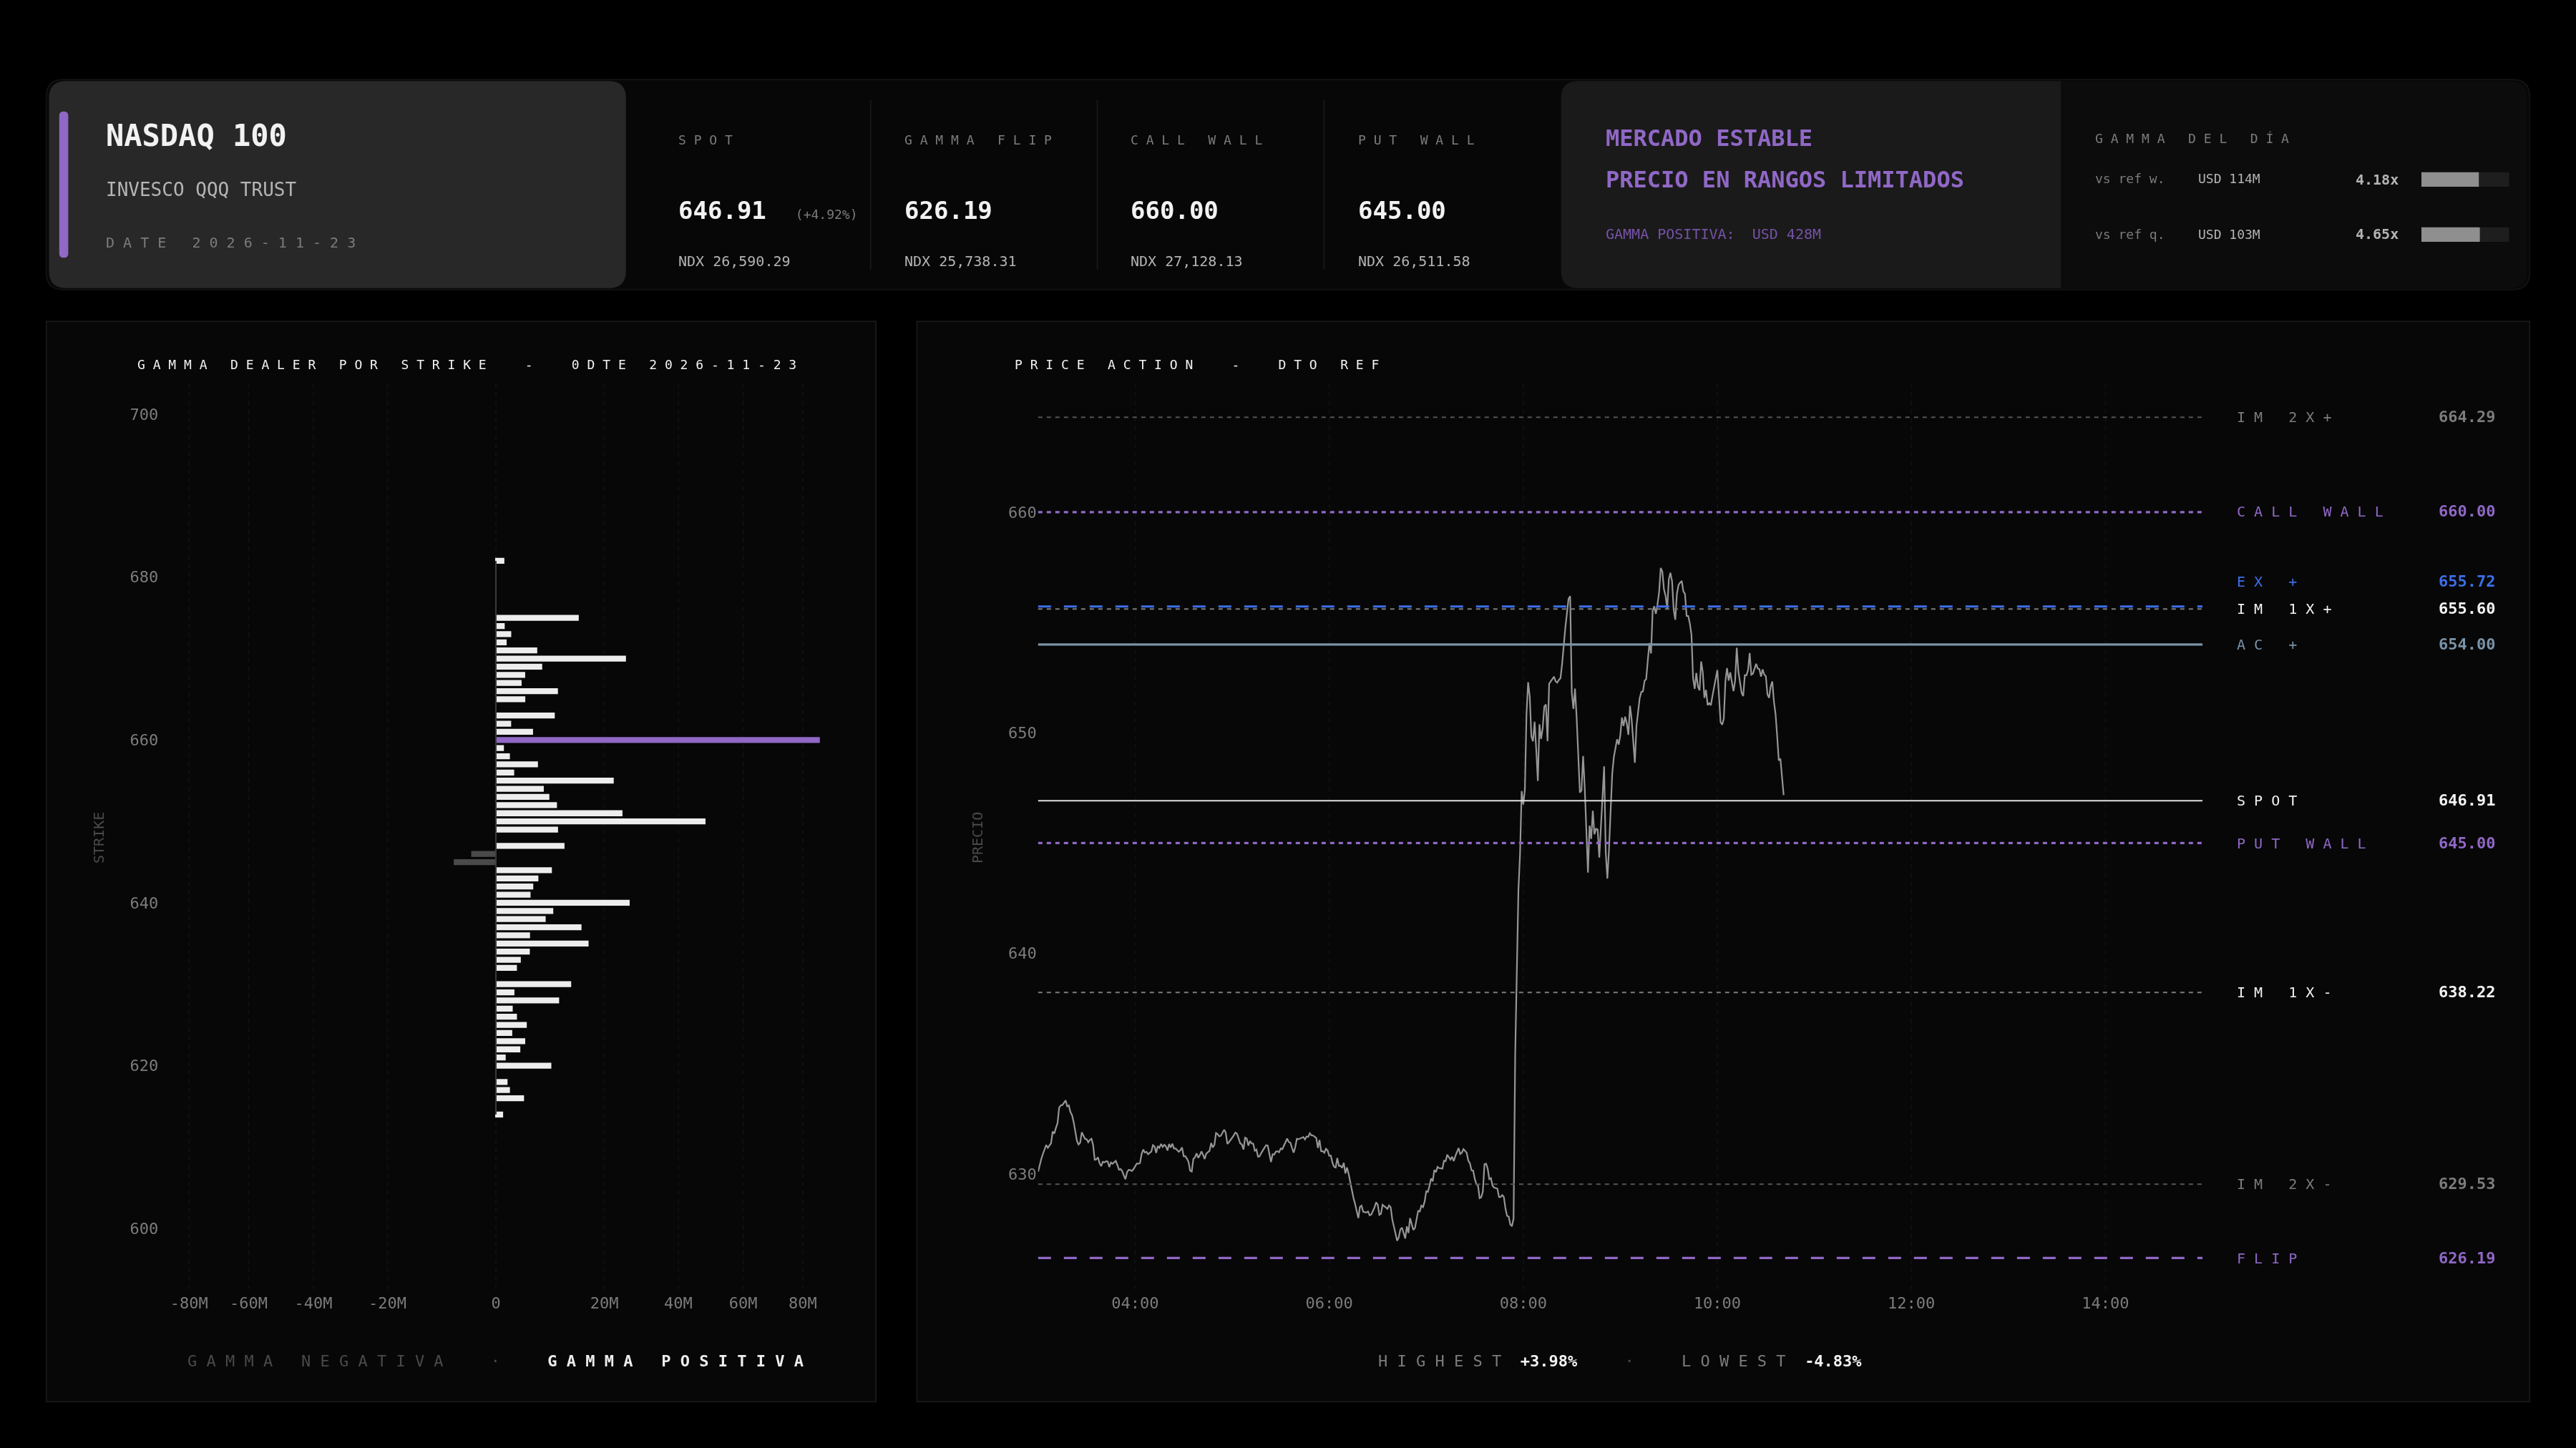 NASDAQ 100
INVESCO QQQ TRUST
DATE 2026-11-23
SPOT
646.91 (+4.92%)
NDX 26,590.29
GAMMA FLIP
626.19
NDX 25,738.31
CALL WALL
660.00
NDX 27,128.13
PUT WALL
645.00
NDX 26,511.58
MERCADO ESTABLE
PRECIO EN RANGOS LIMITADOS
GAMMA POSITIVA: USD 428M
GAMMA DEL DÍA
vs ref w. USD 114M 4.18x
vs ref q. USD 103M 4.65x
GAMMA DEALER POR STRIKE - 0DTE 2026-11-23
700
680
660
640
620
600
STRIKE
-80M -60M -40M -20M 0 20M 40M 60M 80M
GAMMA NEGATIVA · GAMMA POSITIVA
PRICE ACTION - DTO REF
660
650
640
630
PRECIO
IM 2X+ 664.29
CALL WALL 660.00
EX + 655.72
IM 1X+ 655.60
AC + 654.00
SPOT 646.91
PUT WALL 645.00
IM 1X- 638.22
IM 2X- 629.53
FLIP 626.19
04:00 06:00 08:00 10:00 12:00 14:00
HIGHEST +3.98% · LOWEST -4.83%